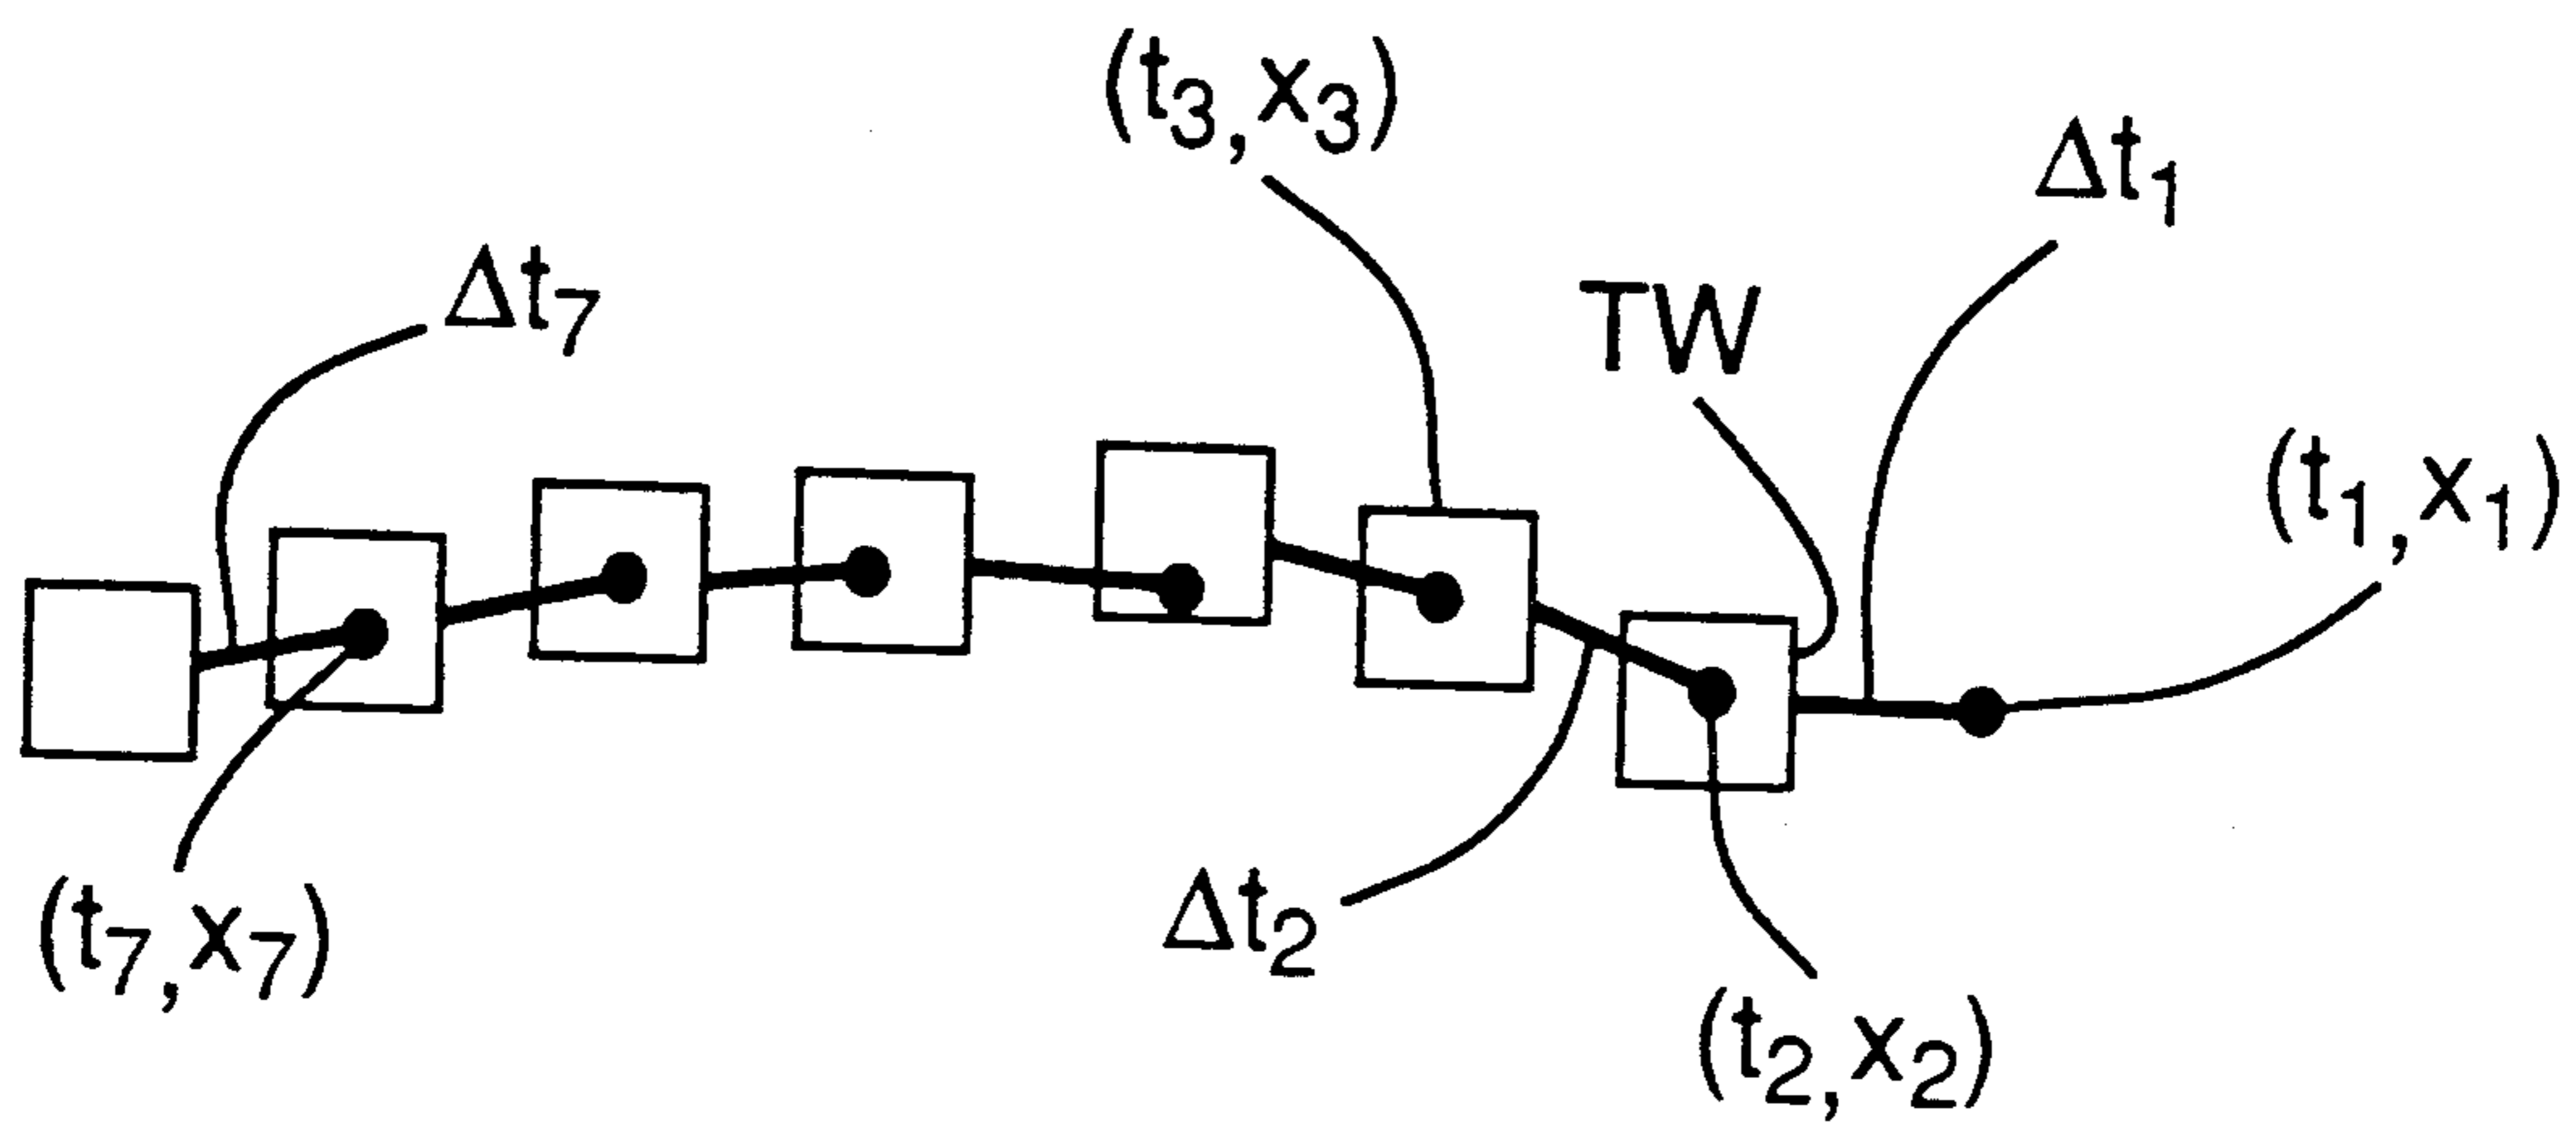 (t₃,x₃)
Δt₁
Δt₇
TW
(t₁,x₁)
Δt₂
(t₇,x₇)
(t₂,x₂)